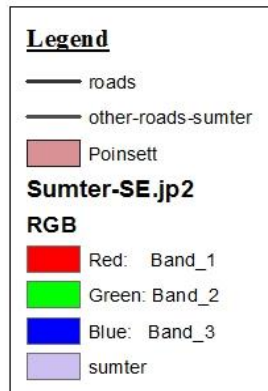 Legend
roads
other-roads-sumter
Poinsett
Sumter-SE.jp2
RGB
Red: Band_1
Green: Band_2
Blue: Band_3
sumter